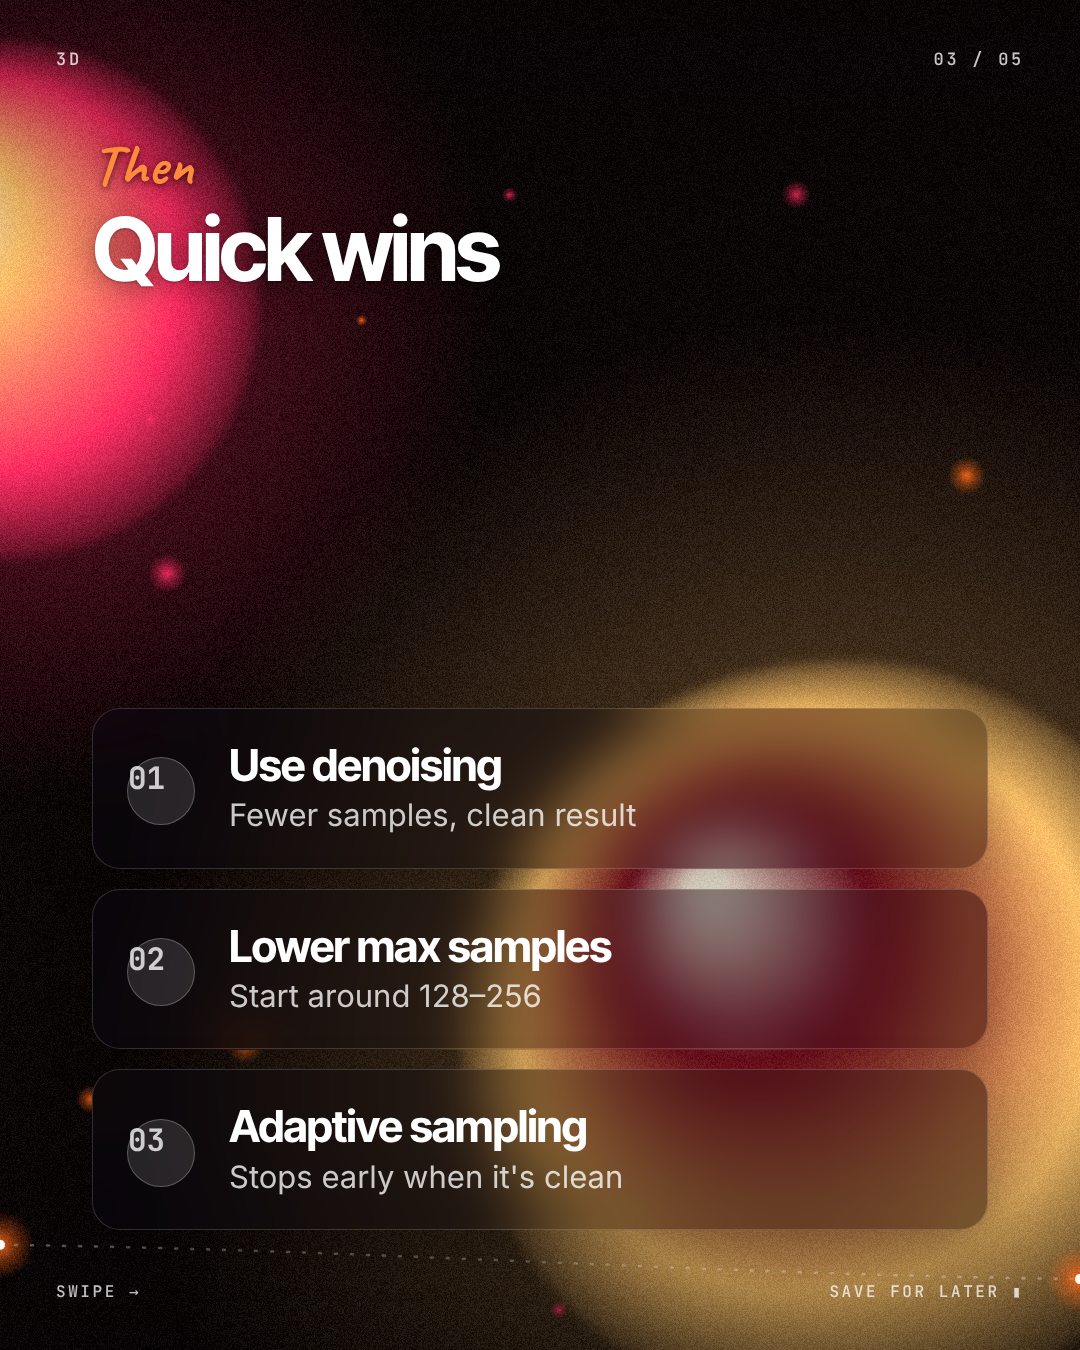 3D
03 / 05
Then
Quick wins
01
Use denoising
Fewer samples, clean result
02
Lower max samples
Start around 128–256
03
Adaptive sampling
Stops early when it's clean
SWIPE →
SAVE FOR LATER ▮